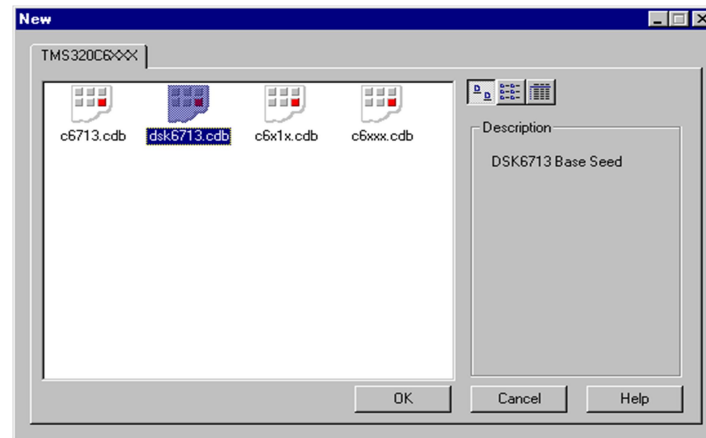 New
TMS320C6XXX
c6713.cdb dsk6713.cdb c6x1x.cdb c6xxx.cdb
Description
DSK6713 Base Seed
OK Cancel Help